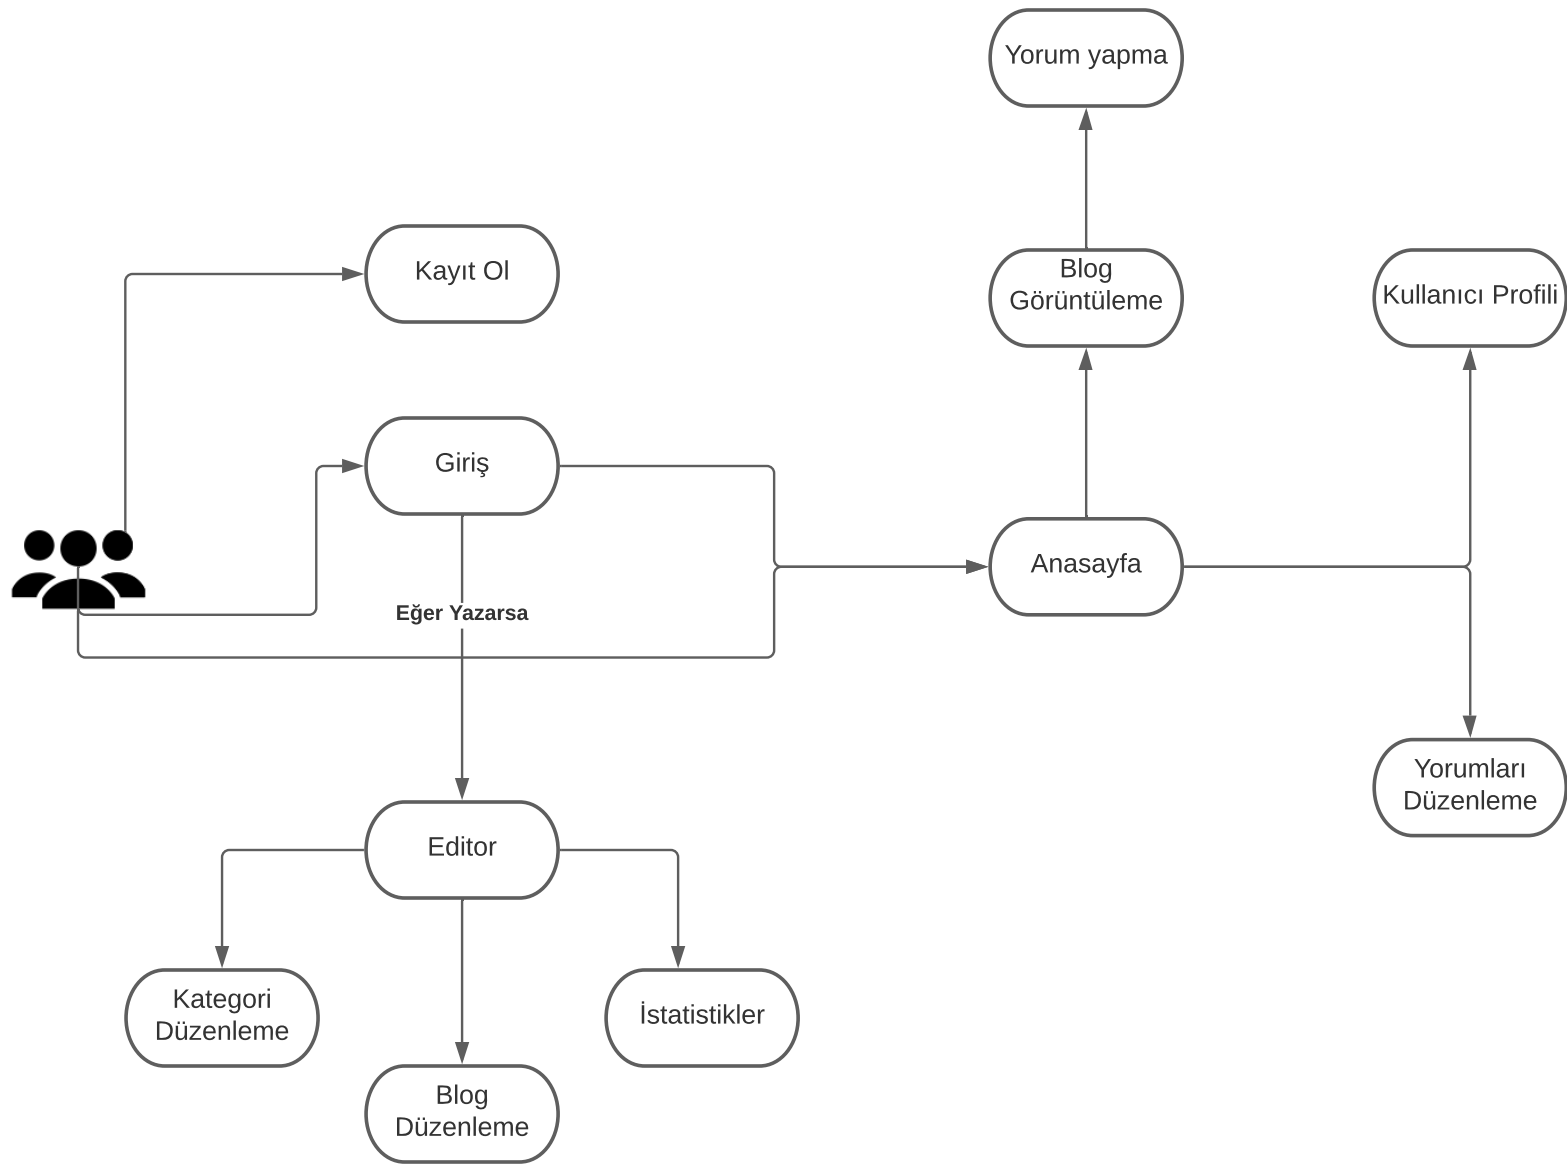 Yorum yapma
Kayıt Ol
Blog
Görüntüleme
Kullanıcı Profili
Giriş
Anasayfa
Eğer Yazarsa
Yorumları
Düzenleme
Editor
Kategori
Düzenleme
İstatistikler
Blog
Düzenleme